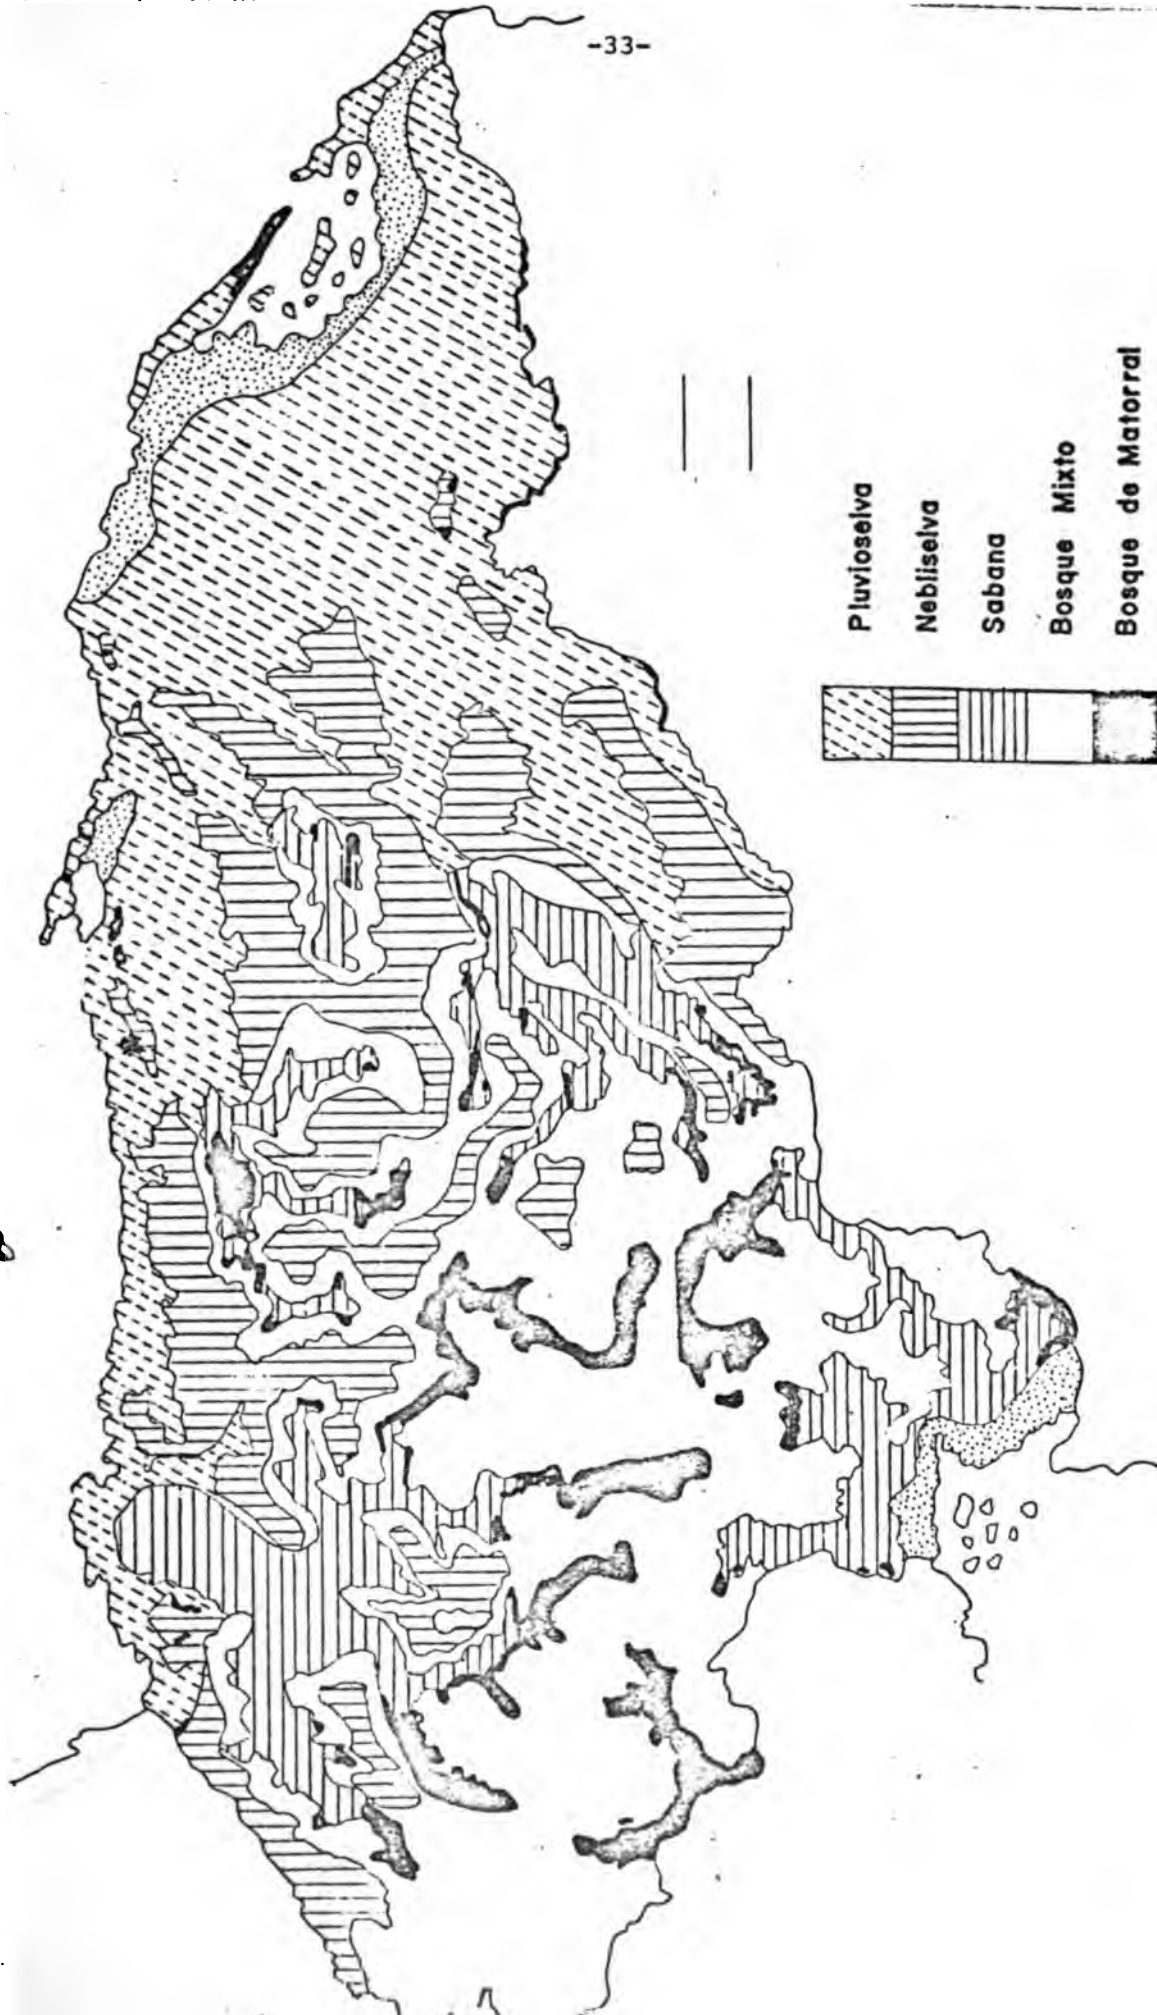 -33-
Pluvioselva
Nebliselva
Sabana
Bosque Mixto
Bosque de Matorral